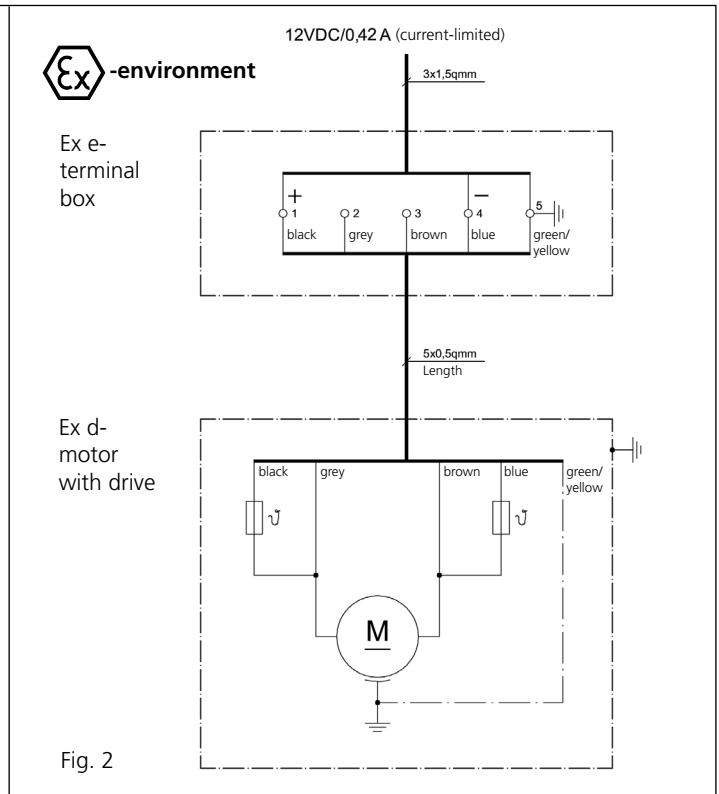 12VDC/0,42 A (current-limited)
Ex -environment
3x1,5qmm
Ex e-
terminal
box
+ −
1 2 3 4 5
black grey brown blue green/
yellow
5x0,5qmm
Length
Ex d-
motor
with drive
black grey brown blue green/
yellow
ϑ ϑ
M
Fig. 2